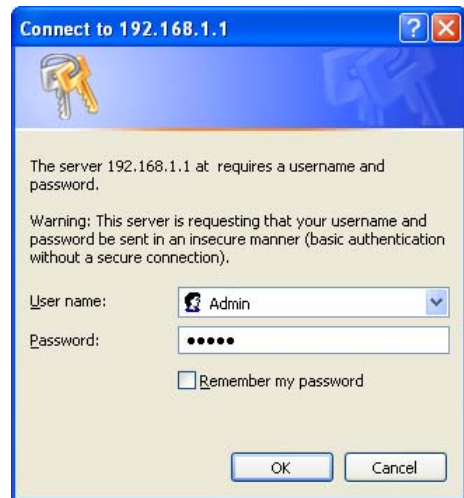 Connect to 192.168.1.1
The server 192.168.1.1 at requires a username and
password.
Warning: This server is requesting that your username and
password be sent in an insecure manner (basic authentication
without a secure connection).
User name:
Admin
Password:
•••••
Remember my password
OK
Cancel